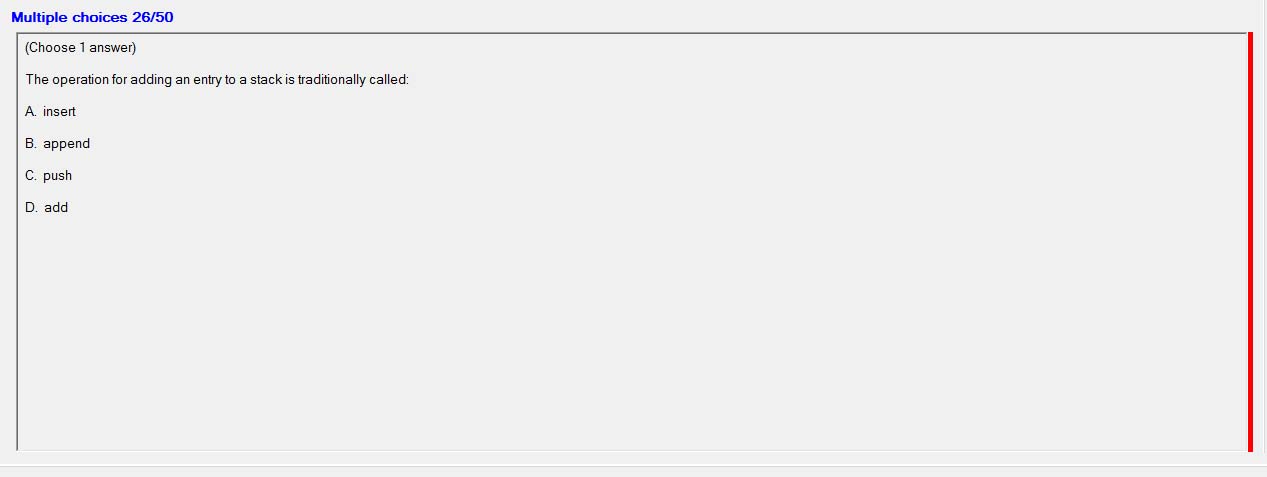 Multiple choices 26/50
(Choose 1 answer)
The operation for adding an entry to a stack is traditionally called:
A. insert
B. append
C. push
D. add